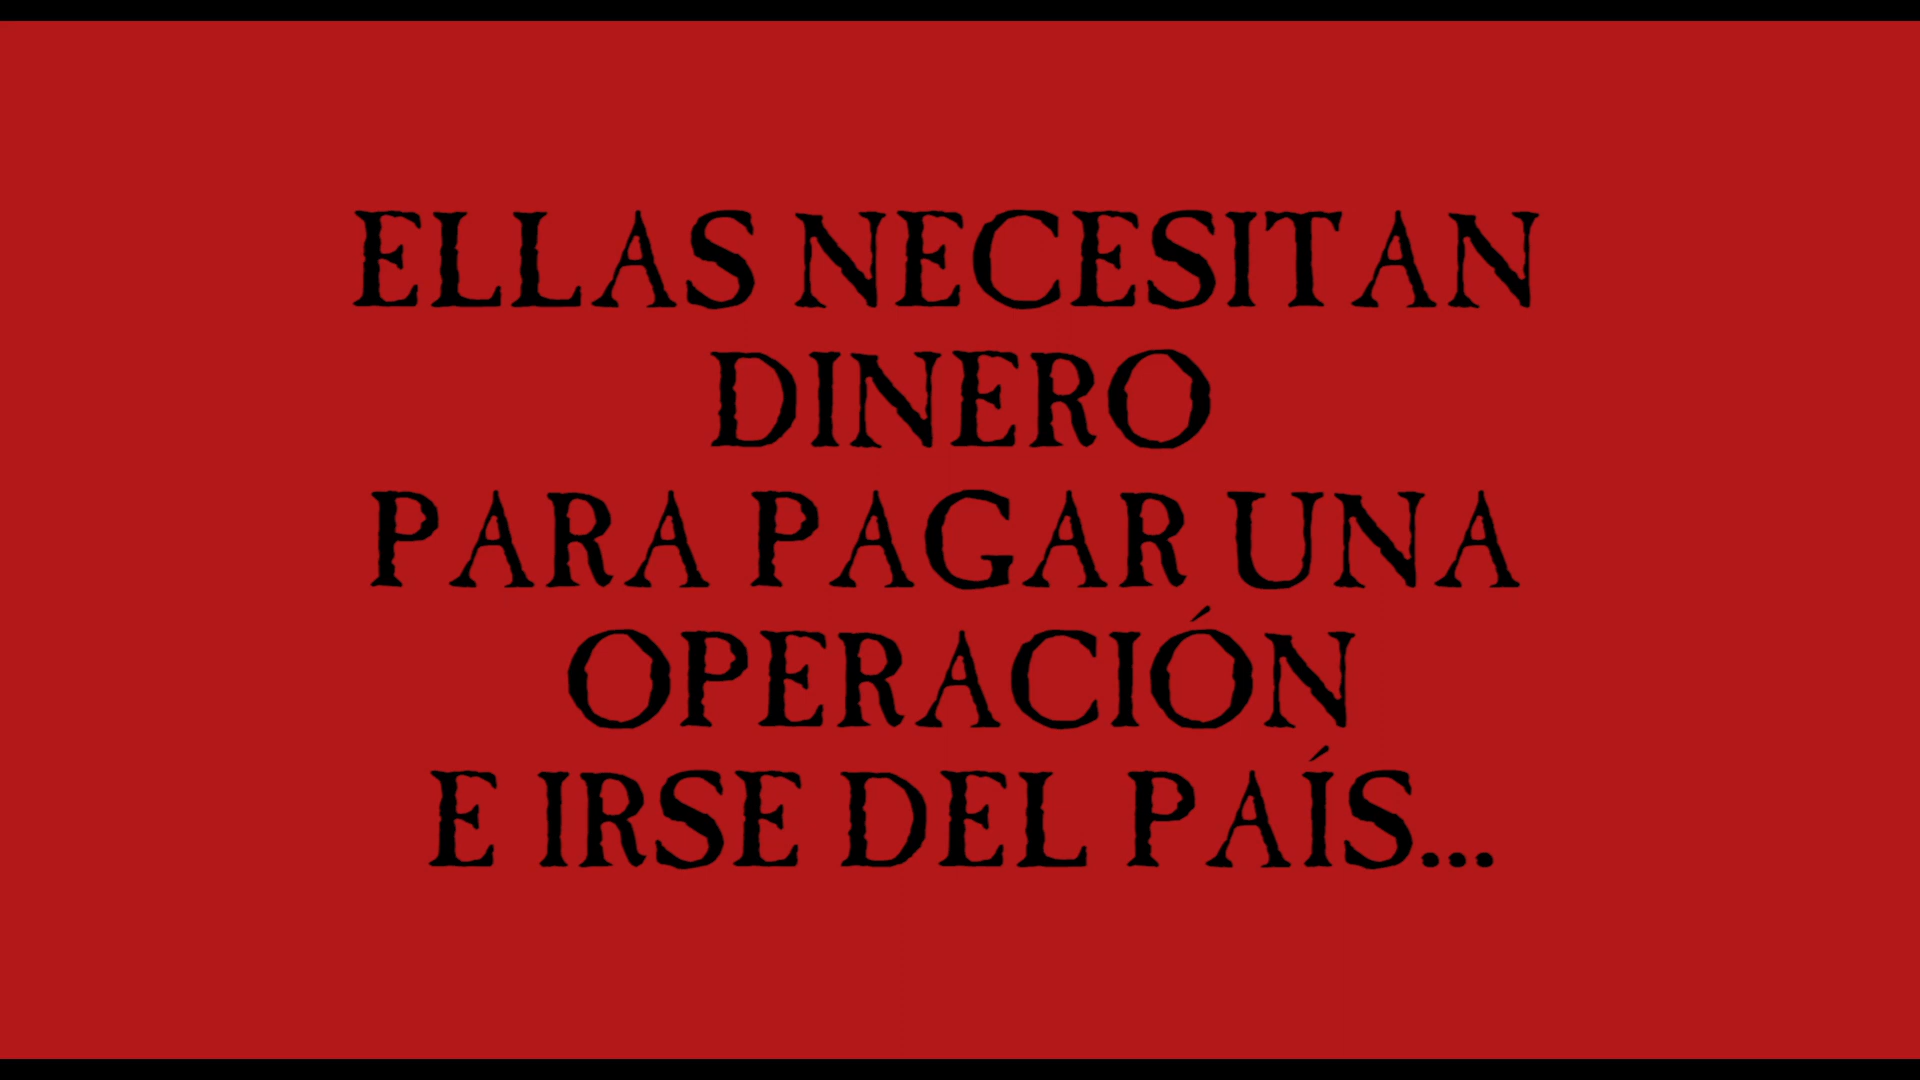 ELLAS NECESITAN
DINERO
PARA PAGAR UNA
OPERACIÓN
E IRSE DEL PAÍS...